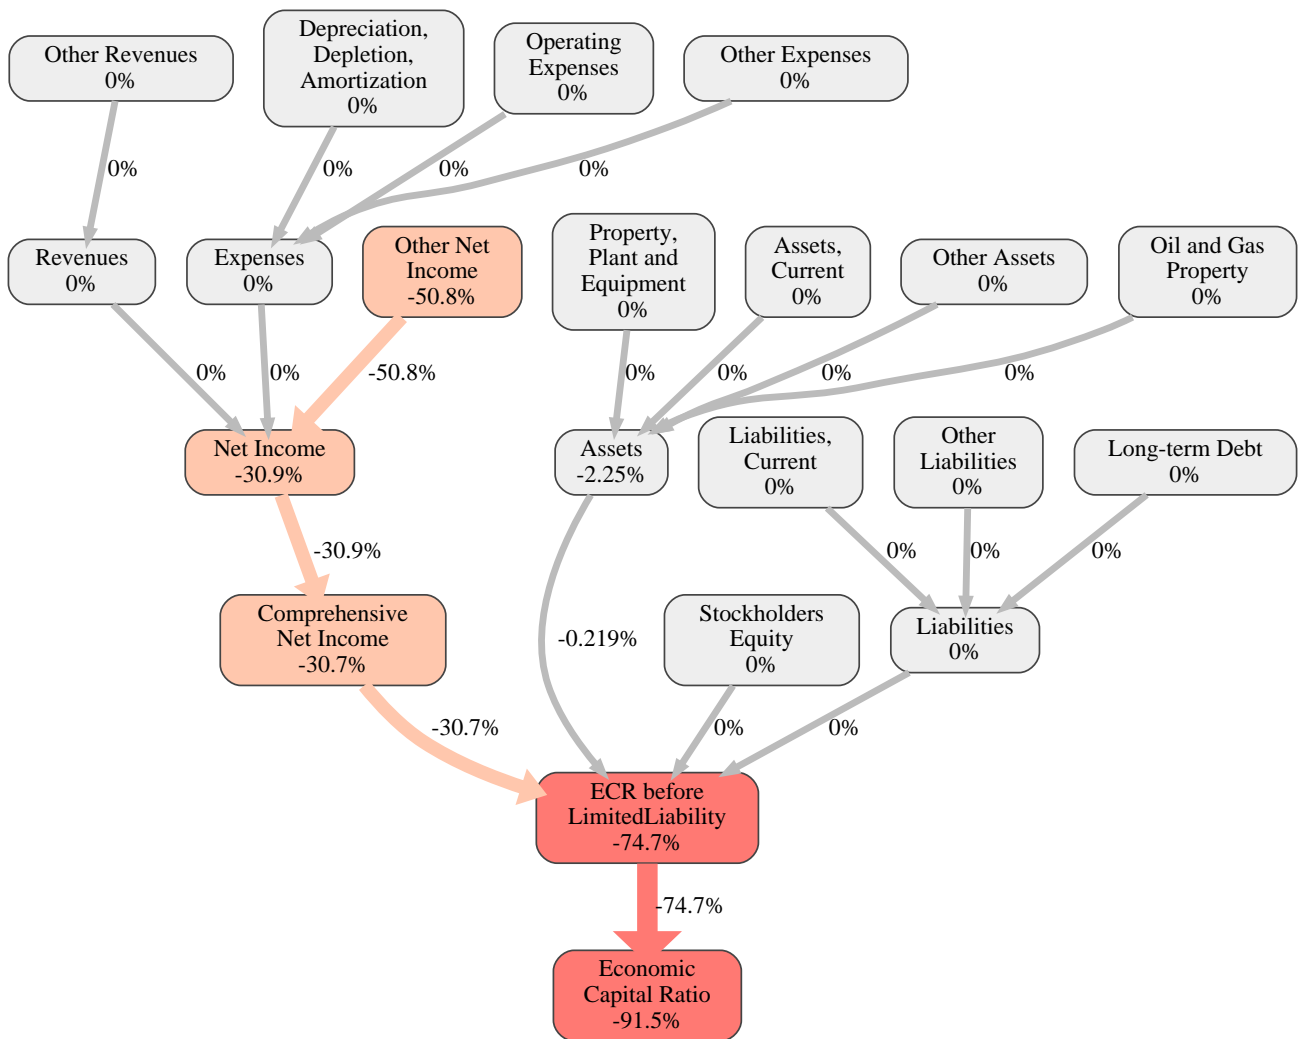 Other Revenues
0%
Depreciation,
Depletion,
Amortization
0%
Operating
Expenses
0%
Other Expenses
0%
0%
0%
0%
0%
Revenues
0%
Expenses
0%
Other Net
Income
-50.8%
Property,
Plant and
Equipment
0%
Assets,
Current
0%
Other Assets
0%
Oil and Gas
Property
0%
0%
0%
-50.8%
0%
0%
0%
0%
Net Income
-30.9%
Assets
-2.25%
Liabilities,
Current
0%
Other
Liabilities
0%
Long-term Debt
0%
-30.9%
0%
0%
0%
Comprehensive
Net Income
-30.7%
-0.219%
Stockholders
Equity
0%
Liabilities
0%
-30.7%
0%
0%
ECR before
LimitedLiability
-74.7%
-74.7%
Economic
Capital Ratio
-91.5%